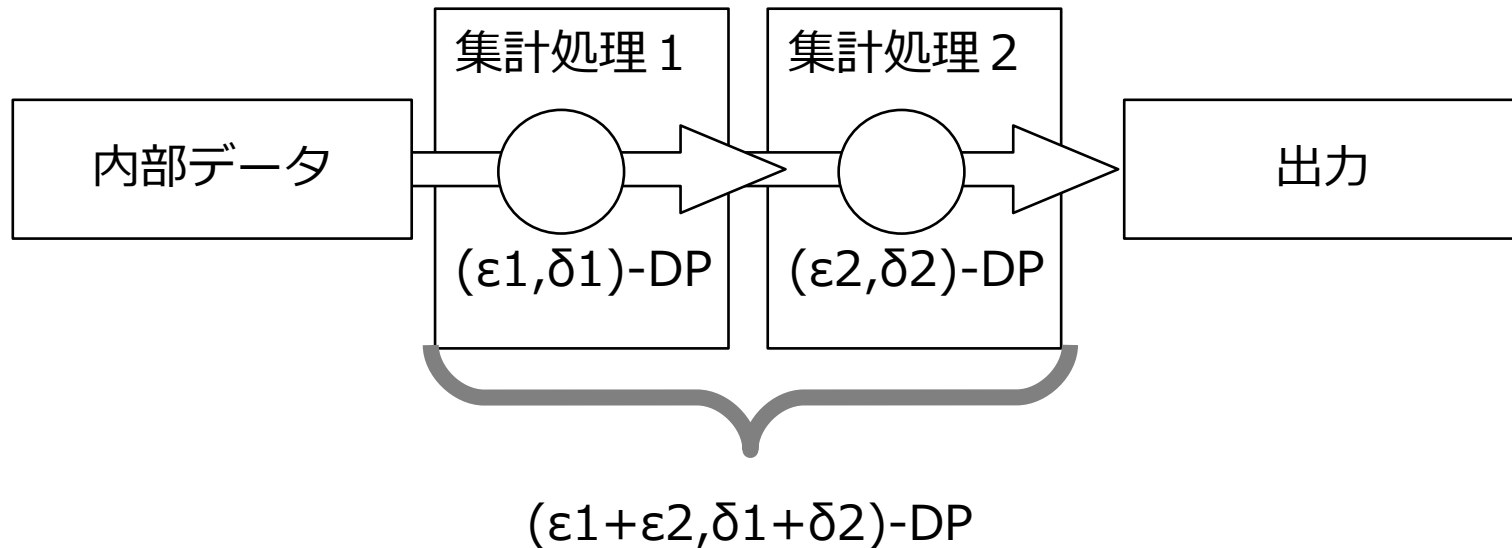 集計処理１
集計処理２
内部データ
出力
(ε1,δ1)-DP
(ε2,δ2)-DP
(ε1+ε2,δ1+δ2)-DP